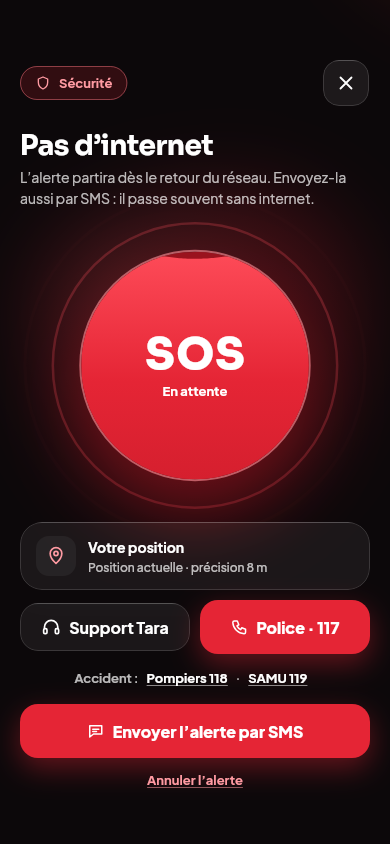 Sécurité
Pas d’internet
L’alerte partira dès le retour du réseau. Envoyez-la
aussi par SMS : il passe souvent sans internet.
SOS
En attente
Votre position
Position actuelle · précision 8 m
Support Tara
Police · 117
Accident : Pompiers 118 · SAMU 119
Envoyer l’alerte par SMS
Annuler l’alerte